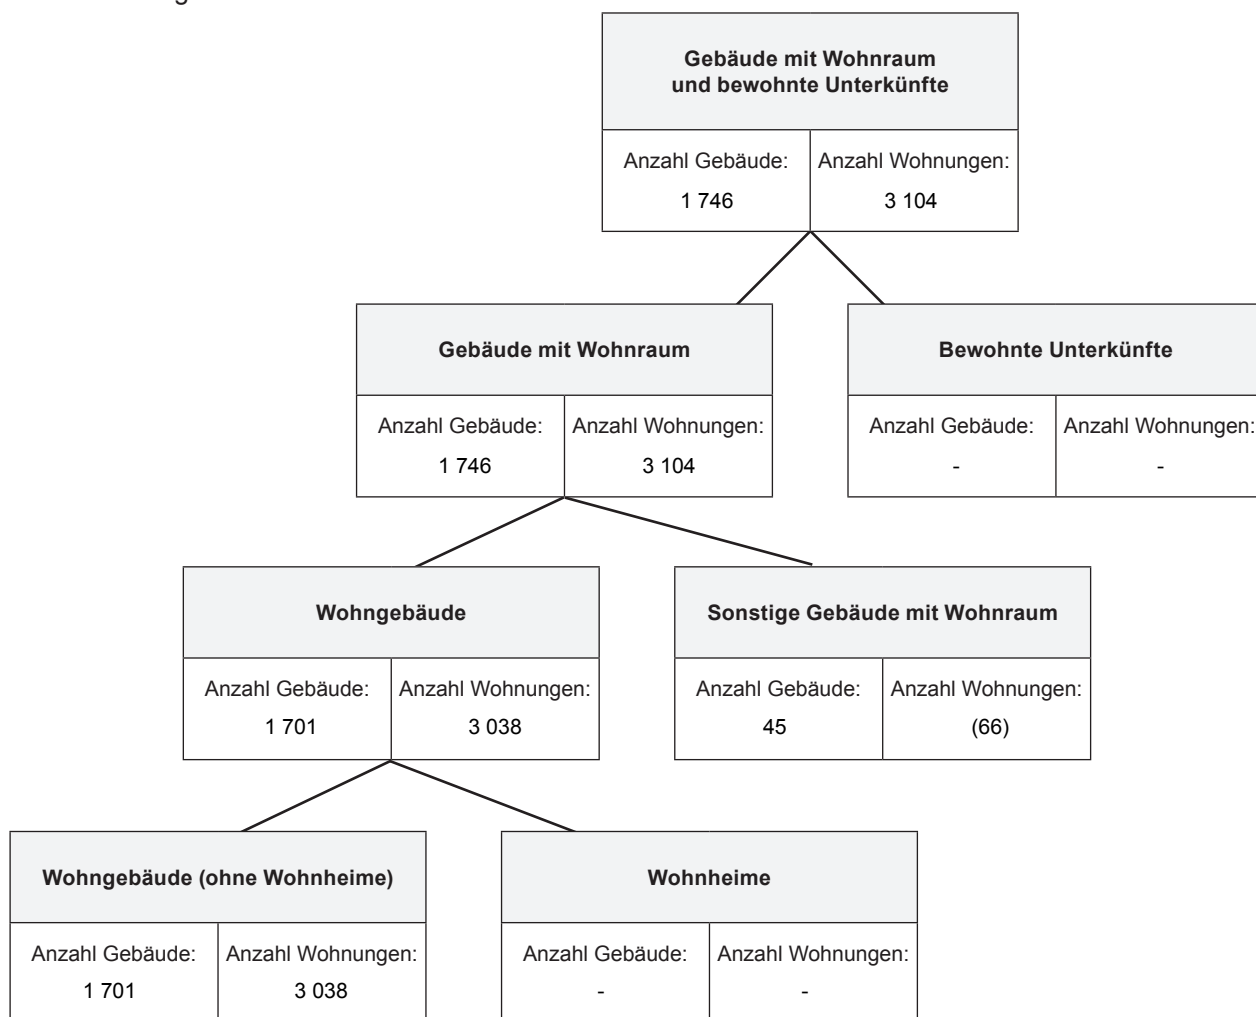 Gebäude mit Wohnraum
und bewohnte Unterkünfte
Anzahl Gebäude: Anzahl Wohnungen:
1 746 3 104
Gebäude mit Wohnraum
Anzahl Gebäude: Anzahl Wohnungen:
1 746 3 104
Bewohnte Unterkünfte
Anzahl Gebäude: Anzahl Wohnungen:
- -
Wohngebäude
Anzahl Gebäude: Anzahl Wohnungen:
1 701 3 038
Sonstige Gebäude mit Wohnraum
Anzahl Gebäude: Anzahl Wohnungen:
45 (66)
Wohngebäude (ohne Wohnheime)
Anzahl Gebäude: Anzahl Wohnungen:
1 701 3 038
Wohnheime
Anzahl Gebäude: Anzahl Wohnungen:
- -